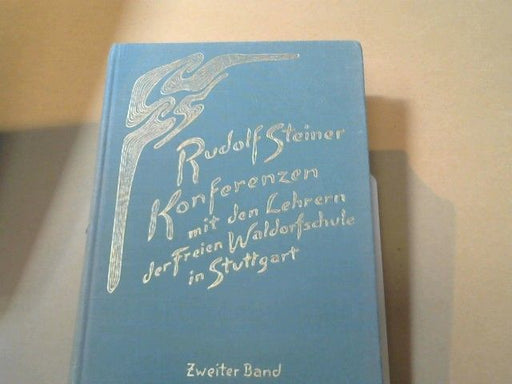 Rudolf Steiner
Konferenzen
mit den Lehrern
der Freien Waldorfschule
in Stuttgart
Zweiter Band